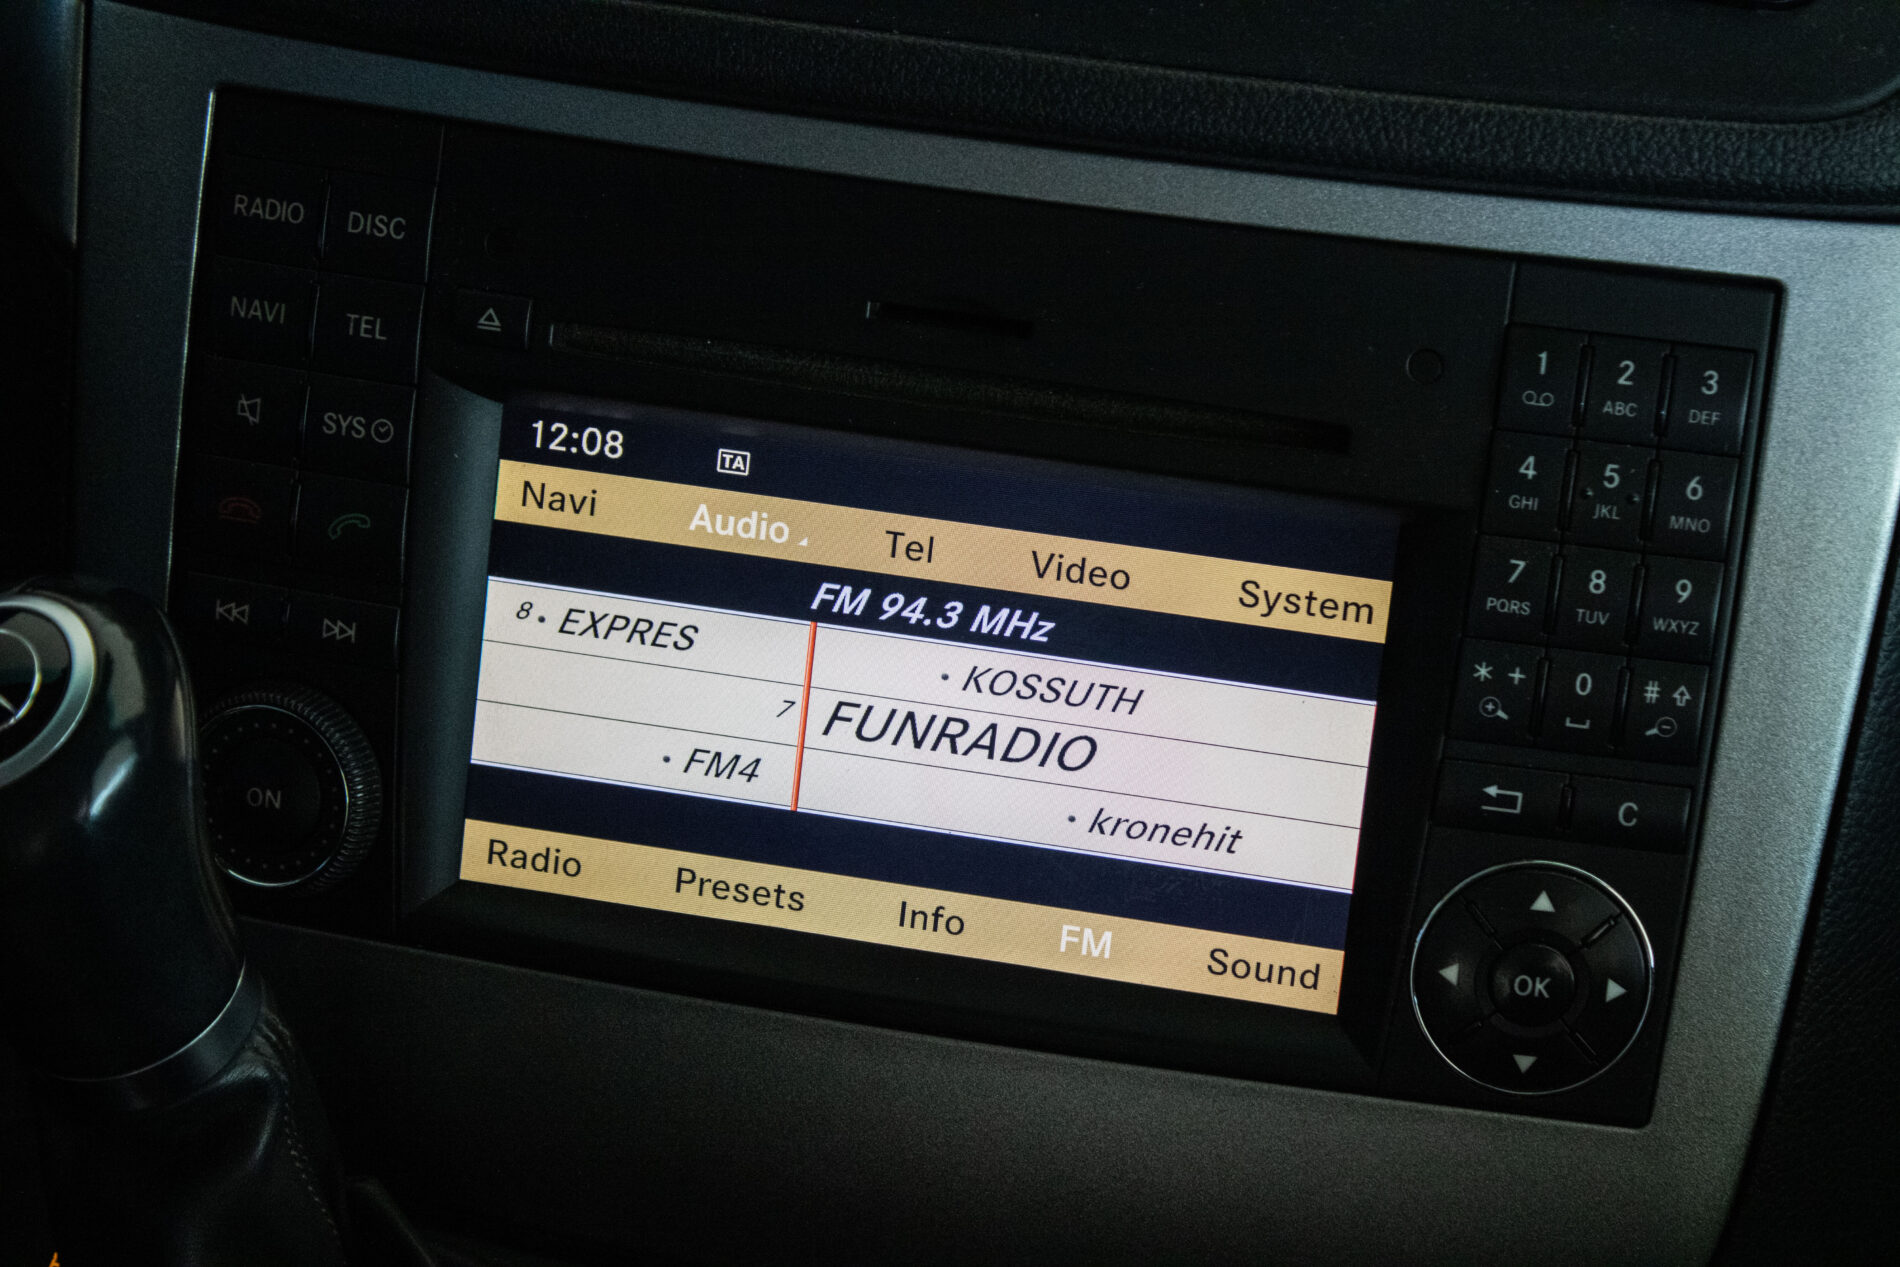 RADIO DISC
NAVI TEL
SYS
ON
12:08 TA
Navi Audio Tel Video System
FM 94.3 MHz
8 • EXPRES • KOSSUTH
7 FUNRADIO
• FM4 • kronehit
Radio Presets Info FM Sound
1 2 ABC 3 DEF
4 GHI 5 JKL 6 MNO
7 PQRS 8 TUV 9 WXYZ
* + 0 #
C
OK